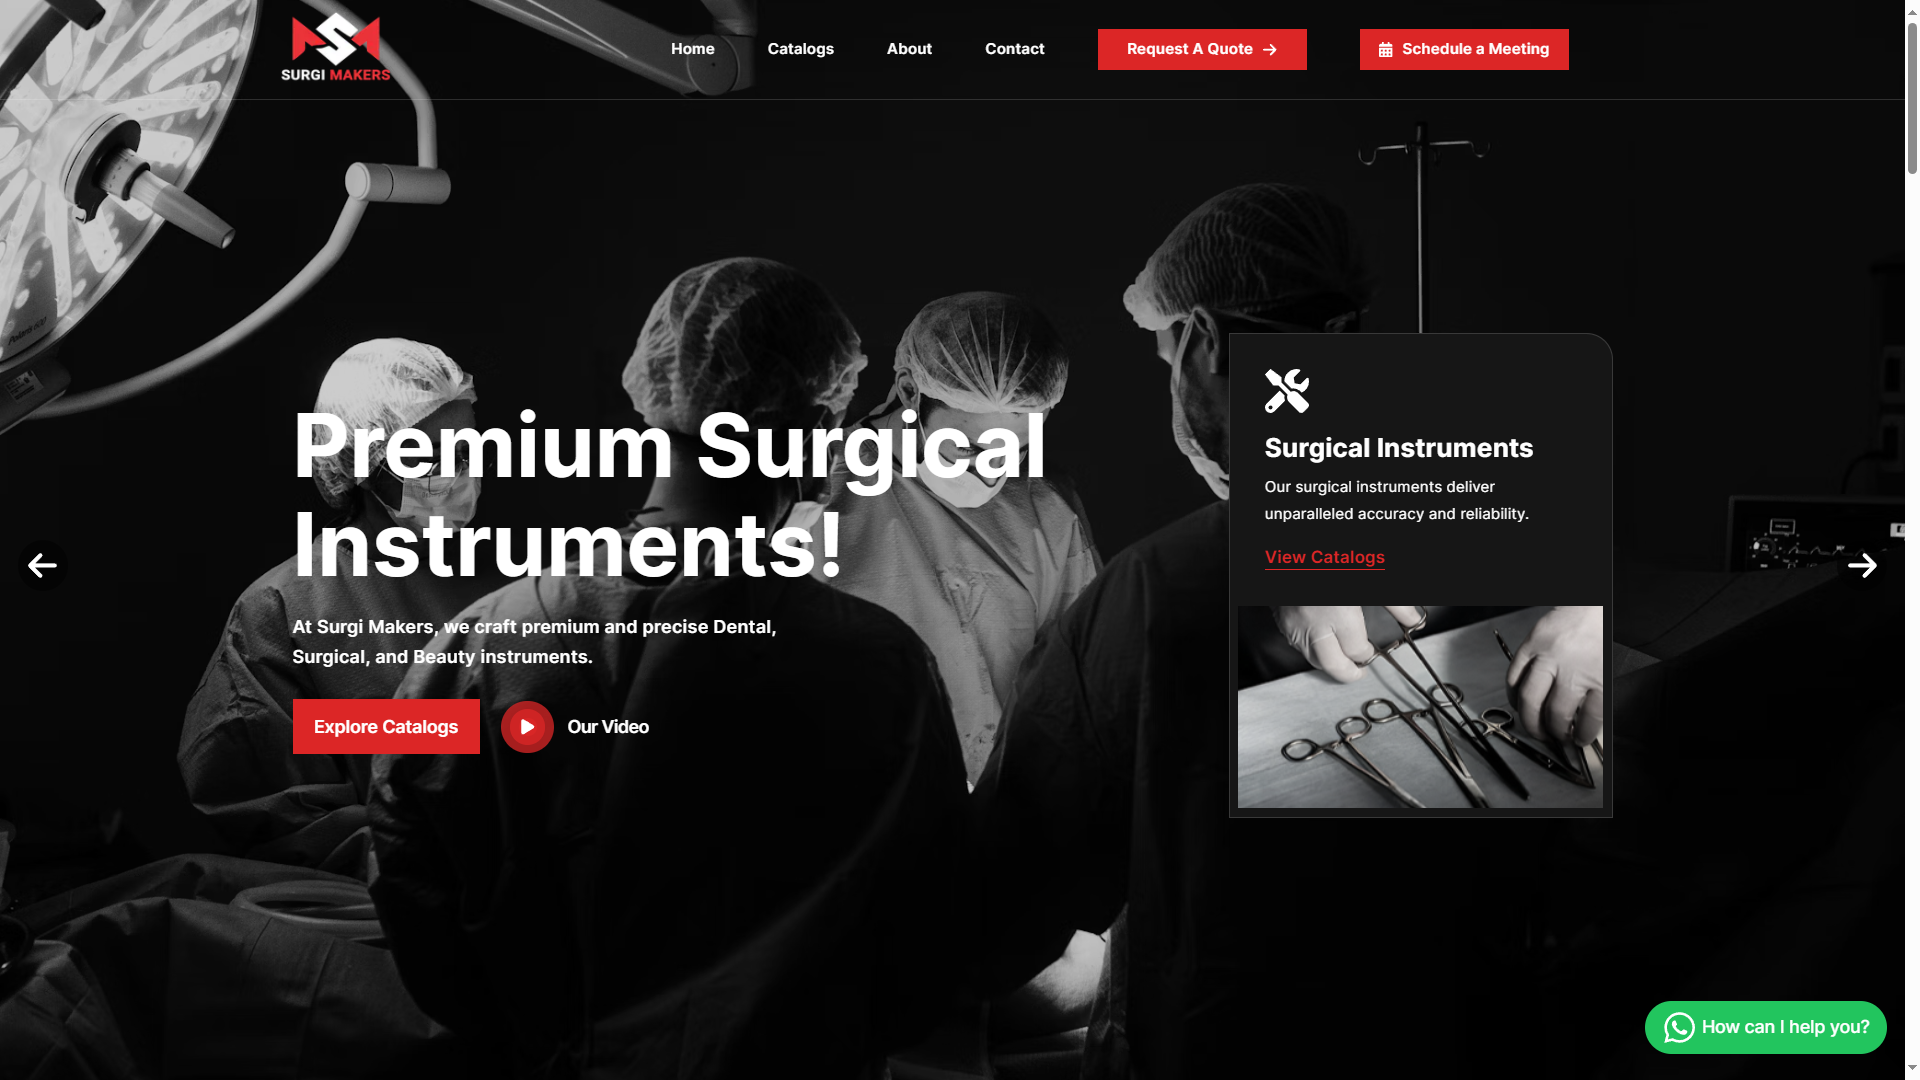 SURGI MAKERS
Home
Catalogs
About
Contact
Request A Quote
Schedule a Meeting
Premium Surgical
Instruments!
At Surgi Makers, we craft premium and precise Dental,
Surgical, and Beauty instruments.
Explore Catalogs
Our Video
Surgical Instruments
Our surgical instruments deliver
unparalleled accuracy and reliability.
View Catalogs
How can I help you?